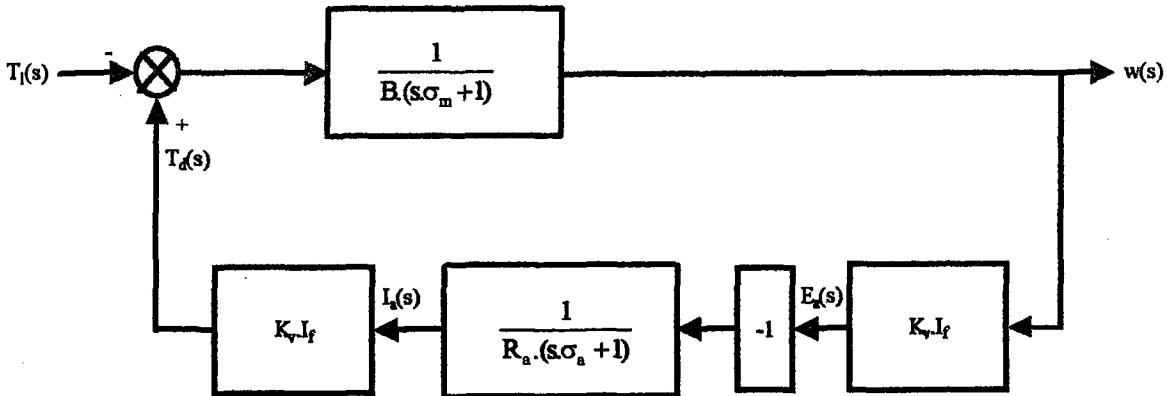 T_l(s)
-
1
B.(s.σ_m+1)
w(s)
+
T_d(s)
K_v.I_f
I_a(s)
1
R_a.(s.σ_a+1)
-1
E_a(s)
K_v.I_f